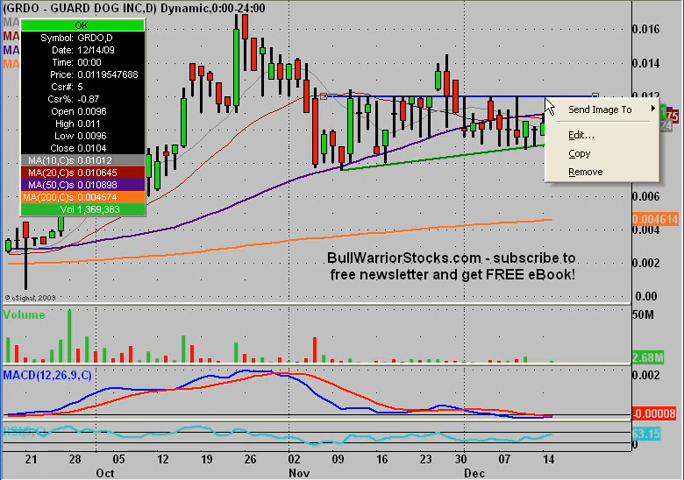 (GRDO - GUARD DOG INC,D) Dynamic,0:00-24:00
OK
Symbol: GRDO,D
Date: 12/14/09
Time: 00:00
Price: 0.0119547688
Csr#: 5
Csr%: -0.87
Open 0.0096
High 0.011
Low 0.0096
Close 0.0104
MA(10,C)s 0.01012
MA(20,C)s 0.010645
MA(50,C)s 0.010898
MA(200,C)s 0.004574
Vol 1,369,383
0.016
0.012
0.006
0.004614
0.002
0.00
Send Image To
Edit...
Copy
Remove
BullWarriorStocks.com - subscribe to
free newsletter and get FREE eBook!
© eSignal, 2009
Volume
50M
2.68M
MACD(12,26,9,C)
0.002
-0.00008
63.15
0
21 28 05 12 19 26 02 09 16 23 30 07 14
Oct Nov Dec